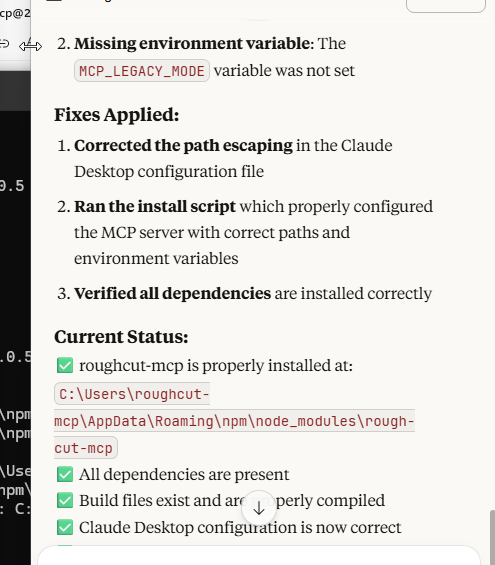 cp@2
2. Missing environment variable: The
MCP_LEGACY_MODE variable was not set
Fixes Applied:
1. Corrected the path escaping in the Claude
Desktop configuration file
2. Ran the install script which properly configured
the MCP server with correct paths and
environment variables
3. Verified all dependencies are installed correctly
Current Status:
✅ roughcut-mcp is properly installed at:
C:\Users\roughcut-
mcp\AppData\Roaming\npm\node_modules\rough-
cut-mcp
✅ All dependencies are present
✅ Build files exist and are properly compiled
✅ Claude Desktop configuration is now correct
0.5
.0.5
\npm
\npm
\Use
npm\
: C: